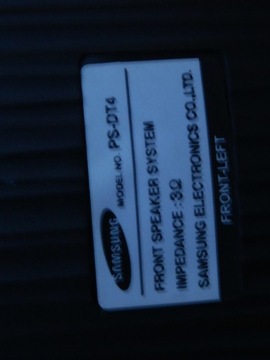 SAMSUNG MODEL NO. PS-DT4
FRONT SPEAKER SYSTEM
IMPEDANCE : 3Ω
SAMSUNG ELECTRONICS CO.,LTD.
FRONT-LEFT